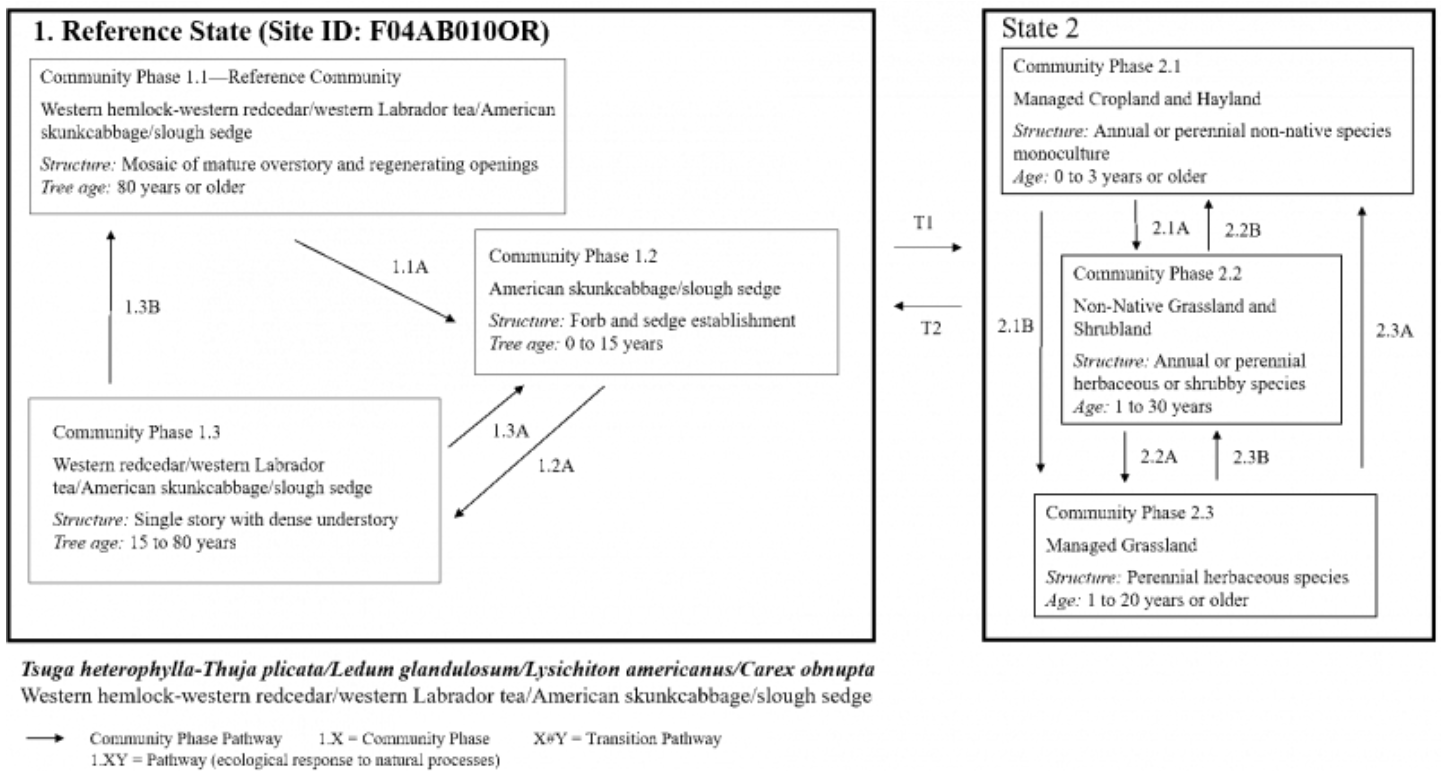 1. Reference State (Site ID: F04AB010OR)
Community Phase 1.1—Reference Community
Western hemlock-western redcedar/western Labrador tea/American
skunkcabbage/slough sedge
Structure: Mosaic of mature overstory and regenerating openings
Tree age: 80 years or older
1.1A
1.3B
Community Phase 1.2
American skunkcabbage/slough sedge
Structure: Forb and sedge establishment
Tree age: 0 to 15 years
1.3A
1.2A
Community Phase 1.3
Western redcedar/western Labrador
tea/American skunkcabbage/slough sedge
Structure: Single story with dense understory
Tree age: 15 to 80 years
T1
T2
State 2
Community Phase 2.1
Managed Cropland and Hayland
Structure: Annual or perennial non-native species
monoculture
Age: 0 to 3 years or older
2.1A
2.2B
2.1B
2.3A
Community Phase 2.2
Non-Native Grassland and
Shrubland
Structure: Annual or perennial
herbaceous or shrubby species
Age: 1 to 30 years
2.2A
2.3B
Community Phase 2.3
Managed Grassland
Structure: Perennial herbaceous species
Age: 1 to 20 years or older
Tsuga heterophylla-Thuja plicata/Ledum glandulosum/Lysichiton americanus/Carex obnupta
Western hemlock-western redcedar/western Labrador tea/American skunkcabbage/slough sedge
Community Phase Pathway 1.X = Community Phase X#Y = Transition Pathway
1.XY = Pathway (ecological response to natural processes)